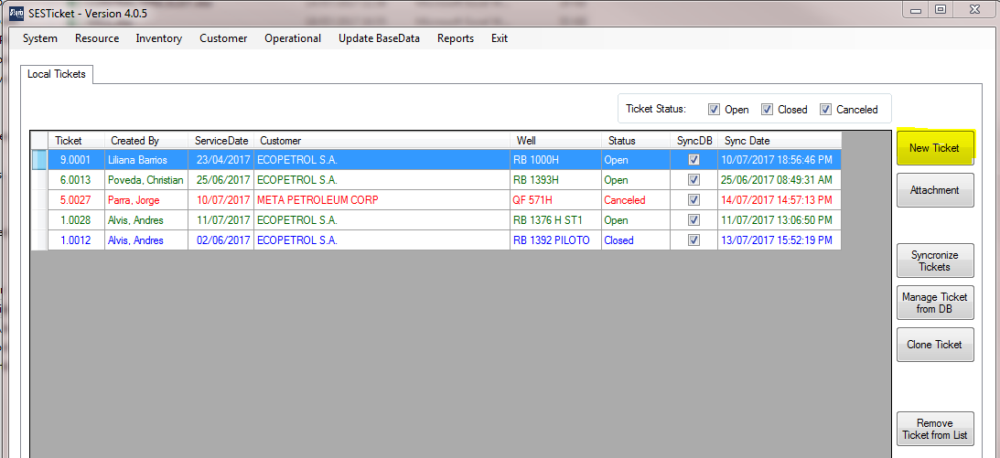 SESTicket - Version 4.0.5
System Resource Inventory Customer Operational Update BaseData Reports Exit
Local Tickets
Ticket Status: Open Closed Canceled
Ticket Created By ServiceDate Customer Well Status SyncDB Sync Date
9.0001 Liliana Barrios 23/04/2017 ECOPETROL S.A. RB 1000H Open 10/07/2017 18:56:46 PM
6.0013 Poveda, Christian 25/06/2017 ECOPETROL S.A. RB 1393H Open 25/06/2017 08:49:31 AM
5.0027 Parra, Jorge 10/07/2017 META PETROLEUM CORP QF 571H Canceled 14/07/2017 14:57:13 PM
1.0028 Alvis, Andres 11/07/2017 ECOPETROL S.A. RB 1376 H ST1 Open 11/07/2017 13:06:50 PM
1.0012 Alvis, Andres 02/06/2017 ECOPETROL S.A. RB 1392 PILOTO Closed 13/07/2017 15:52:19 PM
New Ticket
Attachment
Syncronize
Tickets
Manage Ticket
from DB
Clone Ticket
Remove
Ticket from List